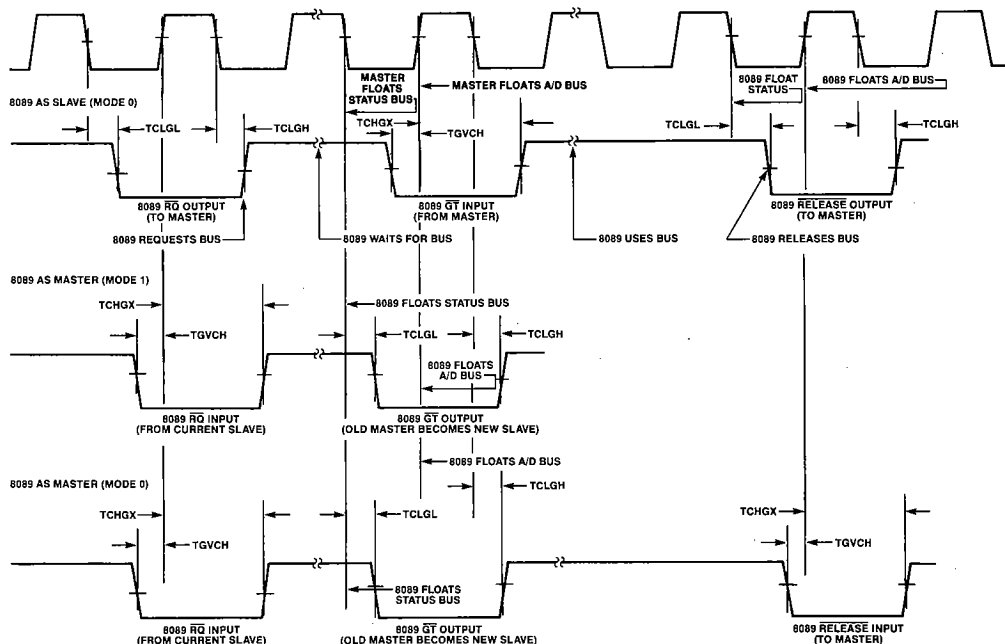 MASTER
FLOATS
STATUS BUS
MASTER FLOATS A/D BUS
8089 FLOAT
STATUS
8089 FLOATS A/D BUS
8089 AS SLAVE (MODE 0)
TCLGL
TCLGH
TCHGX
TGVCH
TCLGL
TCLGH
8089 RQ OUTPUT
(TO MASTER)
8089 GT INPUT
(FROM MASTER)
8089 RELEASE OUTPUT
(TO MASTER)
8089 REQUESTS BUS
8089 WAITS FOR BUS
8089 USES BUS
8089 RELEASES BUS
8089 AS MASTER (MODE 1)
TCHGX
8089 FLOATS STATUS BUS
TGVCH
TCLGL
TCLGH
8089 FLOATS
A/D BUS
8089 RQ INPUT
(FROM CURRENT SLAVE)
8089 GT OUTPUT
(OLD MASTER BECOMES NEW SLAVE)
8089 FLOATS A/D BUS
8089 AS MASTER (MODE 0)
TCLGH
TCHGX
TCLGL
TCHGX
TGVCH
TGVCH
8089 FLOATS
STATUS BUS
8089 RQ INPUT
(FROM CURRENT SLAVE)
8089 GT OUTPUT
(OLD MASTER BECOMES NEW SLAVE)
8089 RELEASE INPUT
(TO MASTER)